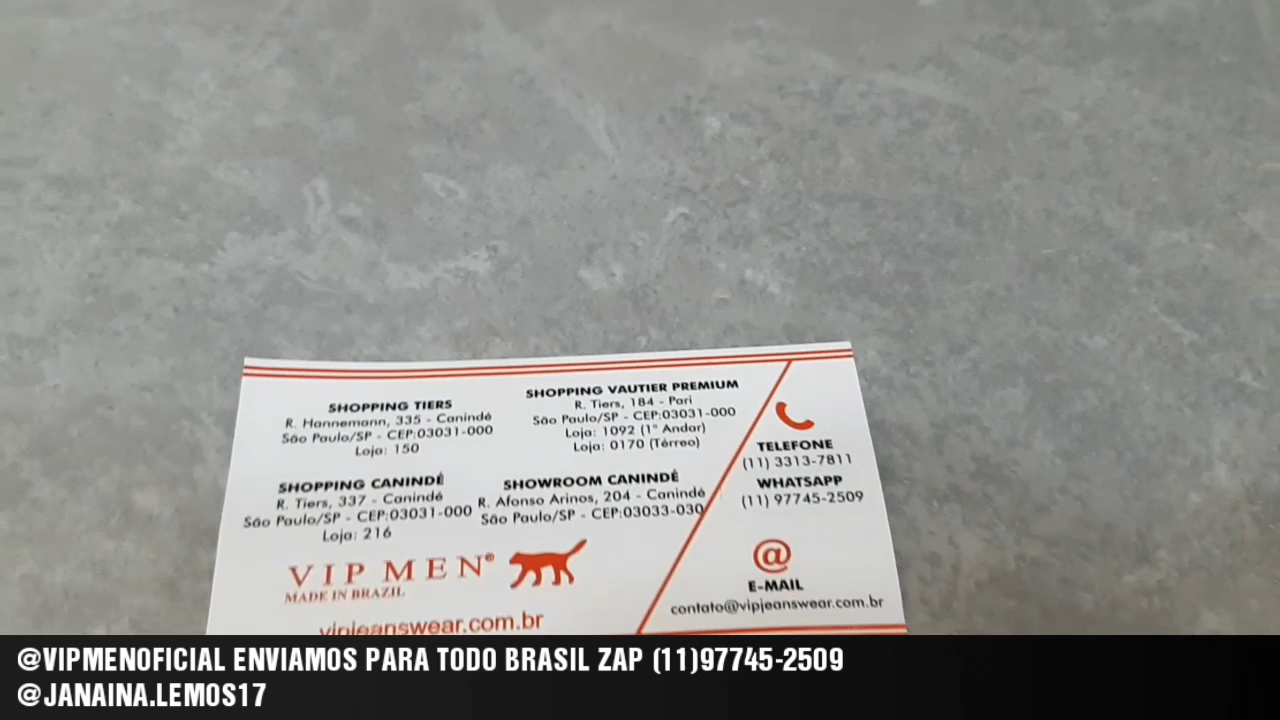 SHOPPING TIERS
R. Hannemann, 335 - Canindé
São Paulo/SP - CEP:03031-000
Loja: 150
SHOPPING VAUTIER PREMIUM
R. Tiers, 184 - Pari
São Paulo/SP - CEP:03031-000
Loja: 1092 (1° Andar)
Loja: 0170 (Térreo)
SHOPPING CANINDÉ
R. Tiers, 337 - Canindé
São Paulo/SP - CEP:03031-000
Loja: 216
SHOWROOM CANINDÉ
R. Afonso Arinos, 204 - Canindé
São Paulo/SP - CEP:03033-030
VIP MEN®
MADE IN BRAZIL
vipjeanswear.com.br
TELEFONE
(11) 3313-7811
WHATSAPP
(11) 97745-2509
@
E-MAIL
contato@vipjeanswear.com.br
@VIPMENOFICIAL ENVIAMOS PARA TODO BRASIL ZAP (11)97745-2509
@JANAINA.LEMOS17